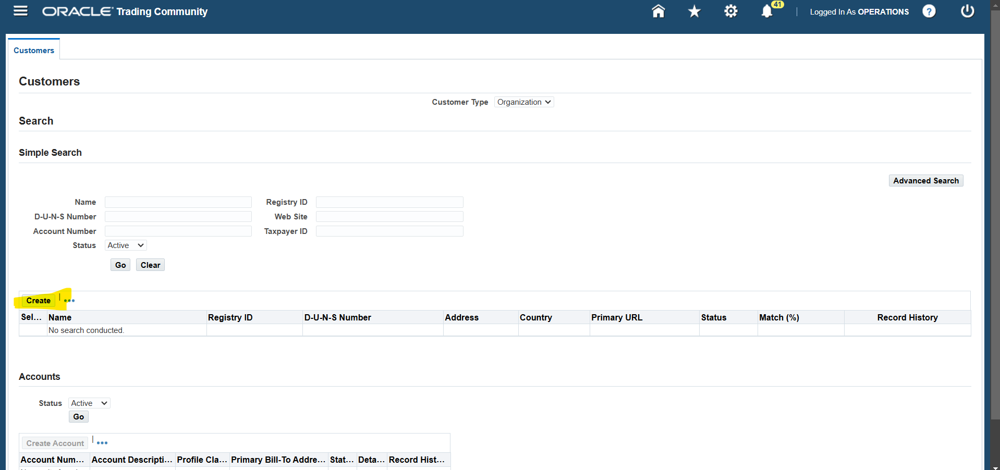 ORACLE Trading Community
41
Logged In As OPERATIONS
?
Customers
Customers
Customer Type Organization
Search
Simple Search
Advanced Search
Name Registry ID
D-U-N-S Number Web Site
Account Number Taxpayer ID
Status Active
Go Clear
Create
Sel... Name Registry ID D-U-N-S Number Address Country Primary URL Status Match (%) Record History
No search conducted.
Accounts
Status Active
Go
Create Account
Account Num... Account Descripti... Profile Cla... Primary Bill-To Addre... Stat... Deta... Record Hist...